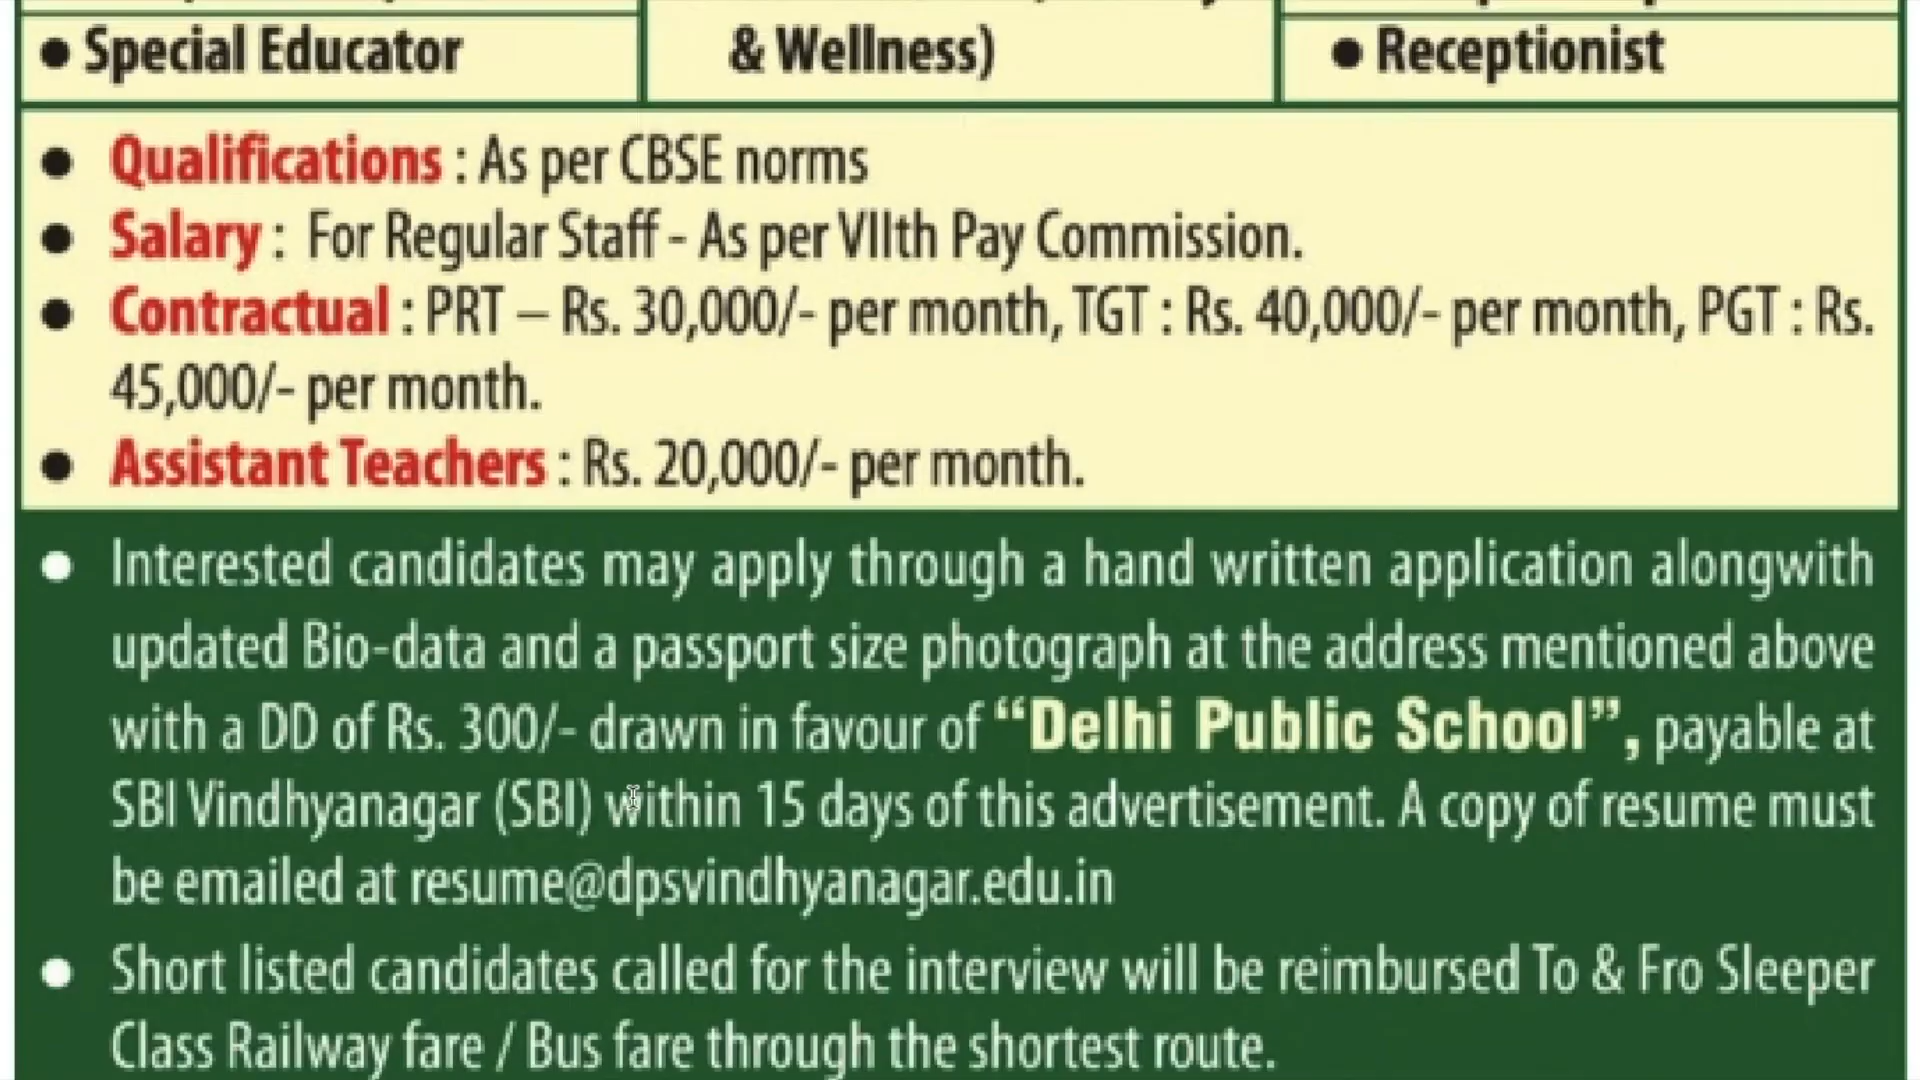 ● Special Educator
& Wellness)
● Receptionist
● Qualifications : As per CBSE norms
● Salary : For Regular Staff - As per VIIth Pay Commission.
● Contractual : PRT – Rs. 30,000/- per month, TGT : Rs. 40,000/- per month, PGT : Rs.
45,000/- per month.
● Assistant Teachers : Rs. 20,000/- per month.
● Interested candidates may apply through a hand written application alongwith
updated Bio-data and a passport size photograph at the address mentioned above
with a DD of Rs. 300/- drawn in favour of “Delhi Public School”, payable at
SBI Vindhyanagar (SBI) within 15 days of this advertisement. A copy of resume must
be emailed at resume@dpsvindhyanagar.edu.in
● Short listed candidates called for the interview will be reimbursed To & Fro Sleeper
Class Railway fare / Bus fare through the shortest route.